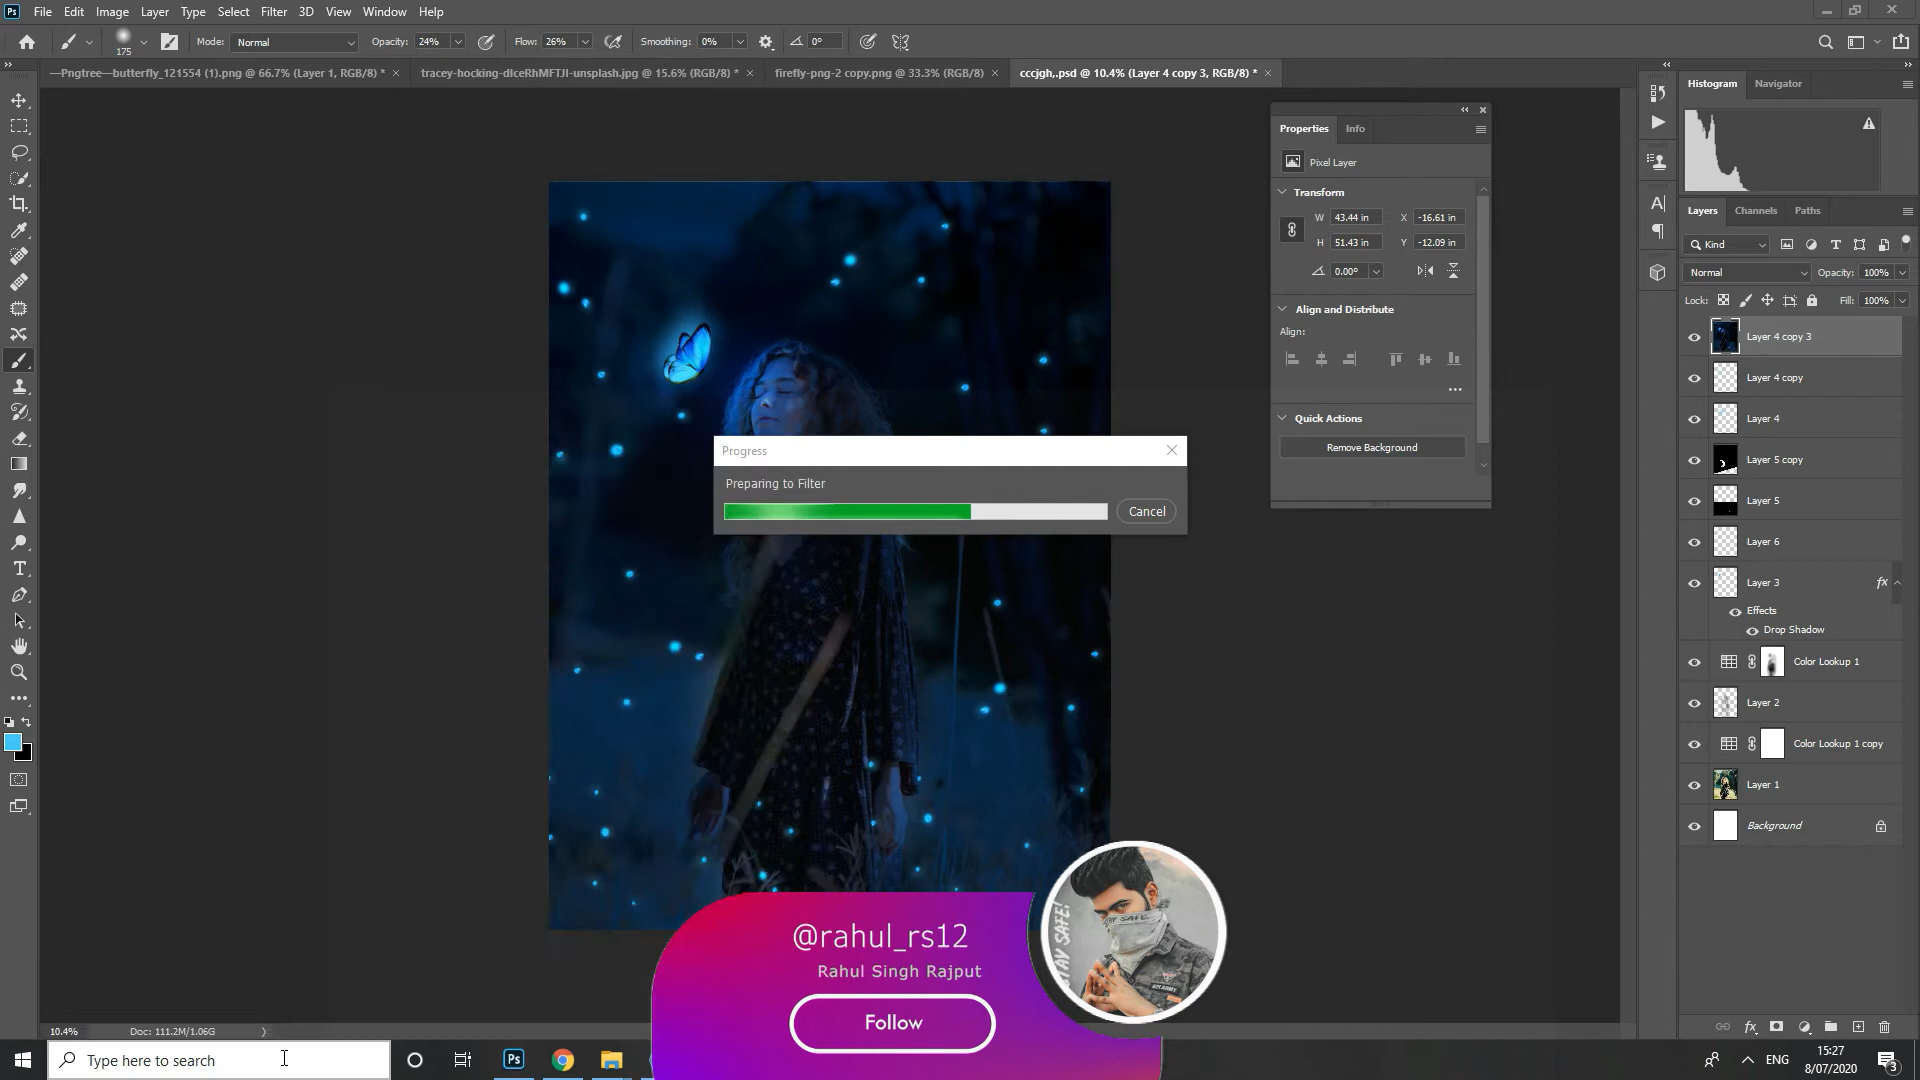 Ps File Edit Image Layer Type Select Filter 3D View Window Help
175 Mode: Normal Opacity: 24% Flow: 26% Smoothing: 0% 0°
—Pngtree—butterfly_121554 (1).png @ 66.7% (Layer 1, RGB/8) * × tracey-hocking-dIceRhMFTJI-unsplash.jpg @ 15.6% (RGB/8) * × firefly-png-2 copy.png @ 33.3% (RGB/8) × cccjgh,.psd @ 10.4% (Layer 4 copy 3, RGB/8) * ×
Histogram Navigator
Properties Info
Pixel Layer
Transform
W 43.44 in X -16.61 in
H 51.43 in Y -12.09 in
0.00°
Align and Distribute
Align:
Quick Actions
Remove Background
Layers Channels Paths
Kind
Normal Opacity: 100%
Lock: Fill: 100%
Layer 4 copy 3
Layer 4 copy
Layer 4
Layer 5 copy
Layer 5
Layer 6
Layer 3 fx
Effects
Drop Shadow
Color Lookup 1
Layer 2
Color Lookup 1 copy
Layer 1
Background
Progress
Preparing to Filter
Cancel
STAY SAFE!
@rahul_rs12
Rahul Singh Rajput
Follow
10.4% Doc: 111.2M/1.06G
Type here to search
Ps
ENG
15:27
8/07/2020
3